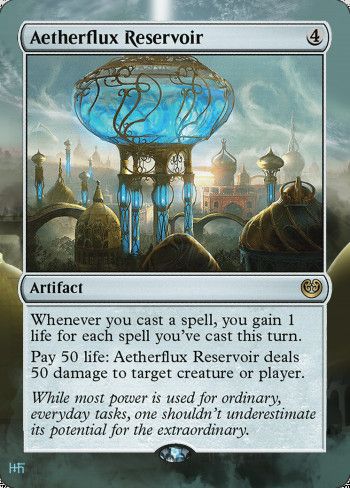 Aetherflux Reservoir 4
Artifact
Whenever you cast a spell, you gain 1
life for each spell you've cast this turn.
Pay 50 life: Aetherflux Reservoir deals
50 damage to target creature or player.
While most power is used for ordinary,
everyday tasks, one shouldn't underestimate
its potential for the extraordinary.